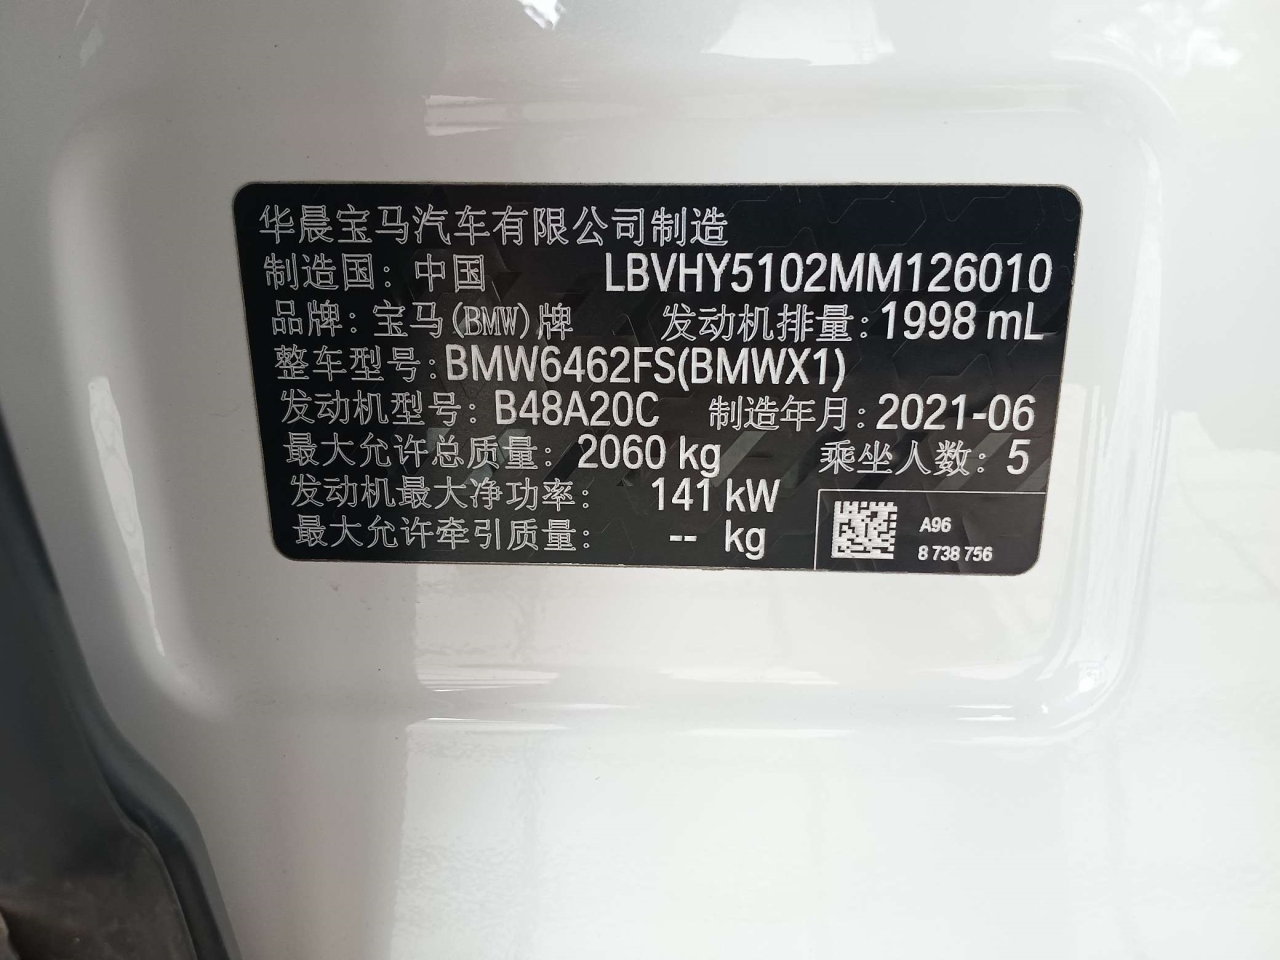 华晨宝马汽车有限公司制造
制造国: 中国 LBVHY5102MM126010
品牌: 宝马(BMW)牌 发动机排量: 1998 mL
整车型号: BMW6462FS(BMWX1)
发动机型号: B48A20C 制造年月: 2021-06
最大允许总质量: 2060 kg 乘坐人数: 5
发动机最大净功率: 141 kW
最大允许牵引质量: -- kg
A96
8 738 756